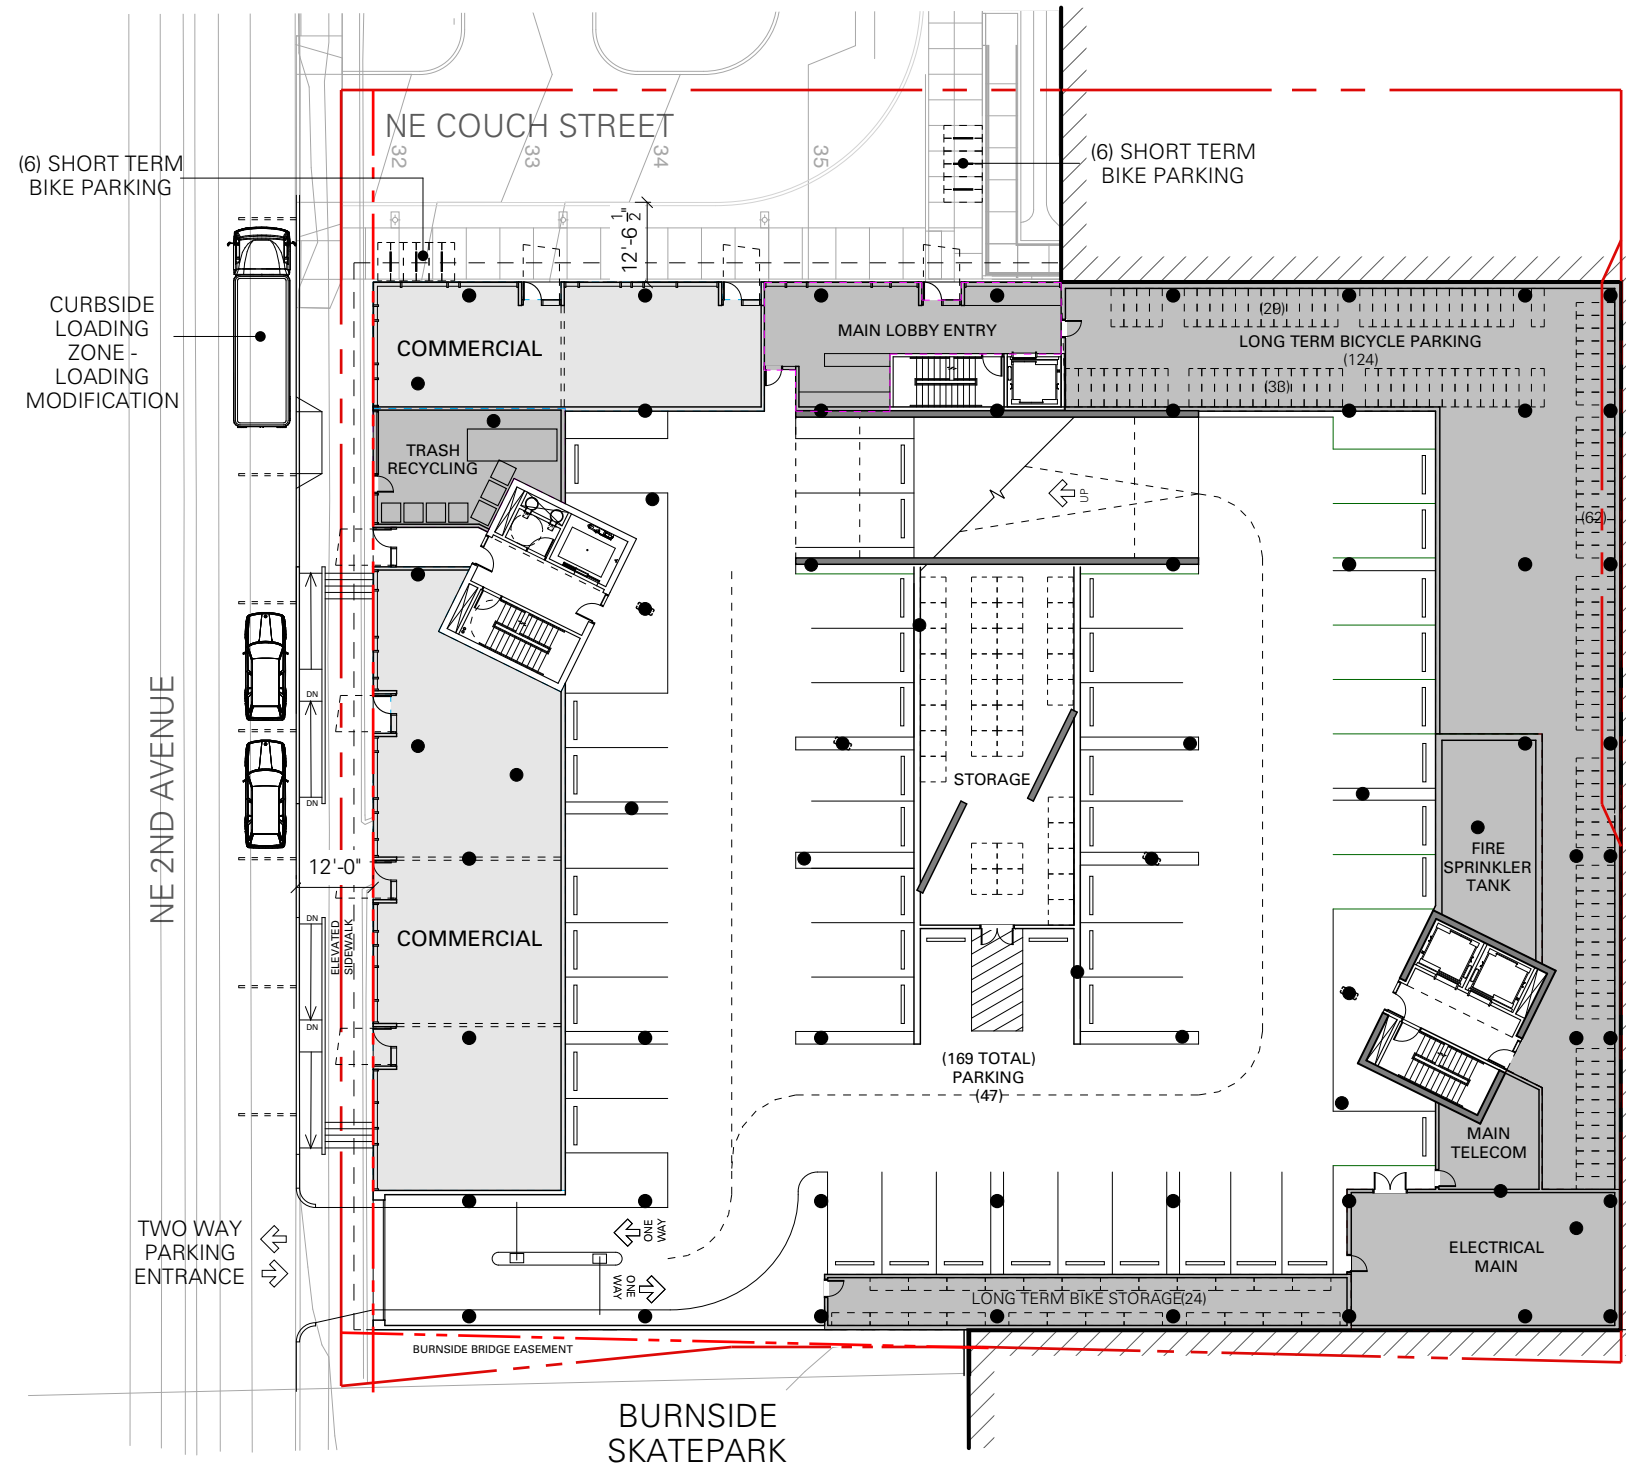 NE COUCH STREET
32
33
34
35
(6) SHORT TERM
BIKE PARKING
(6) SHORT TERM
BIKE PARKING
12'-6 1/2"
CURBSIDE
LOADING
ZONE -
LOADING
MODIFICATION
COMMERCIAL
MAIN LOBBY ENTRY
(29)
LONG TERM BICYCLE PARKING
(124)
(33)
TRASH
RECYCLING
UP
(62)
DN
DN
DN
DN
NE 2ND AVENUE
STORAGE
12'-0"
ELEVATED
SIDEWALK
COMMERCIAL
FIRE
SPRINKLER
TANK
(169 TOTAL)
PARKING
(47)
MAIN
TELECOM
TWO WAY
PARKING
ENTRANCE
ONE
WAY
ONE
WAY
ELECTRICAL
MAIN
LONG TERM BIKE STORAGE(24)
BURNSIDE BRIDGE EASEMENT
BURNSIDE
SKATEPARK